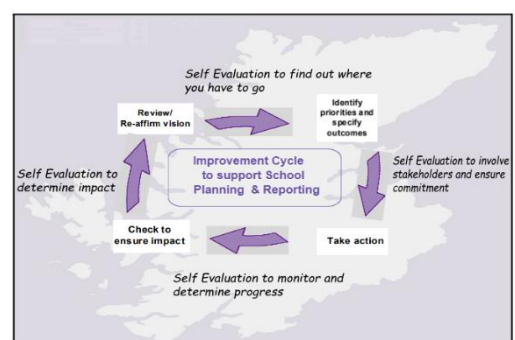 Self Evaluation to find out where
you have to go
Review/
Re-affirm vision
Identify
priorities and
specify
outcomes
Self Evaluation to
determine impact
Improvement Cycle
to support School
Planning & Reporting
Self Evaluation to involve
stakeholders and ensure
commitment
Check to
ensure impact
Take action
Self Evaluation to monitor and
determine progress